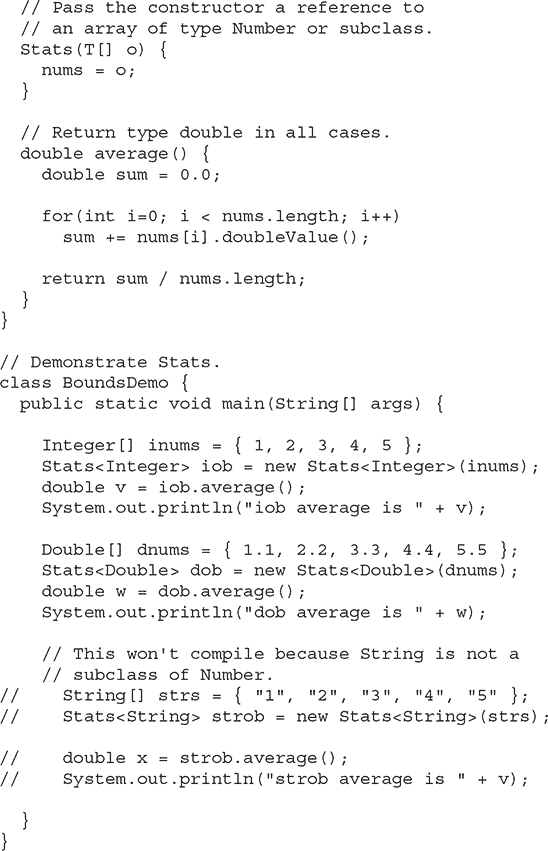 // Pass the constructor a reference to
  // an array of type Number or subclass.
  Stats(T[] o) {
    nums = o;
  }

  // Return type double in all cases.
  double average() {
    double sum = 0.0;

    for(int i=0; i < nums.length; i++)
      sum += nums[i].doubleValue();

    return sum / nums.length;
  }
}

// Demonstrate Stats.
class BoundsDemo {
  public static void main(String[] args) {

    Integer[] inums = { 1, 2, 3, 4, 5 };
    Stats<Integer> iob = new Stats<Integer>(inums);
    double v = iob.average();
    System.out.println("iob average is " + v);

    Double[] dnums = { 1.1, 2.2, 3.3, 4.4, 5.5 };
    Stats<Double> dob = new Stats<Double>(dnums);
    double w = dob.average();
    System.out.println("dob average is " + w);

    // This won't compile because String is not a
    // subclass of Number.
//    String[] strs = { "1", "2", "3", "4", "5" };
//    Stats<String> strob = new Stats<String>(strs);

//    double x = strob.average();
//    System.out.println("strob average is " + v);

  }
}